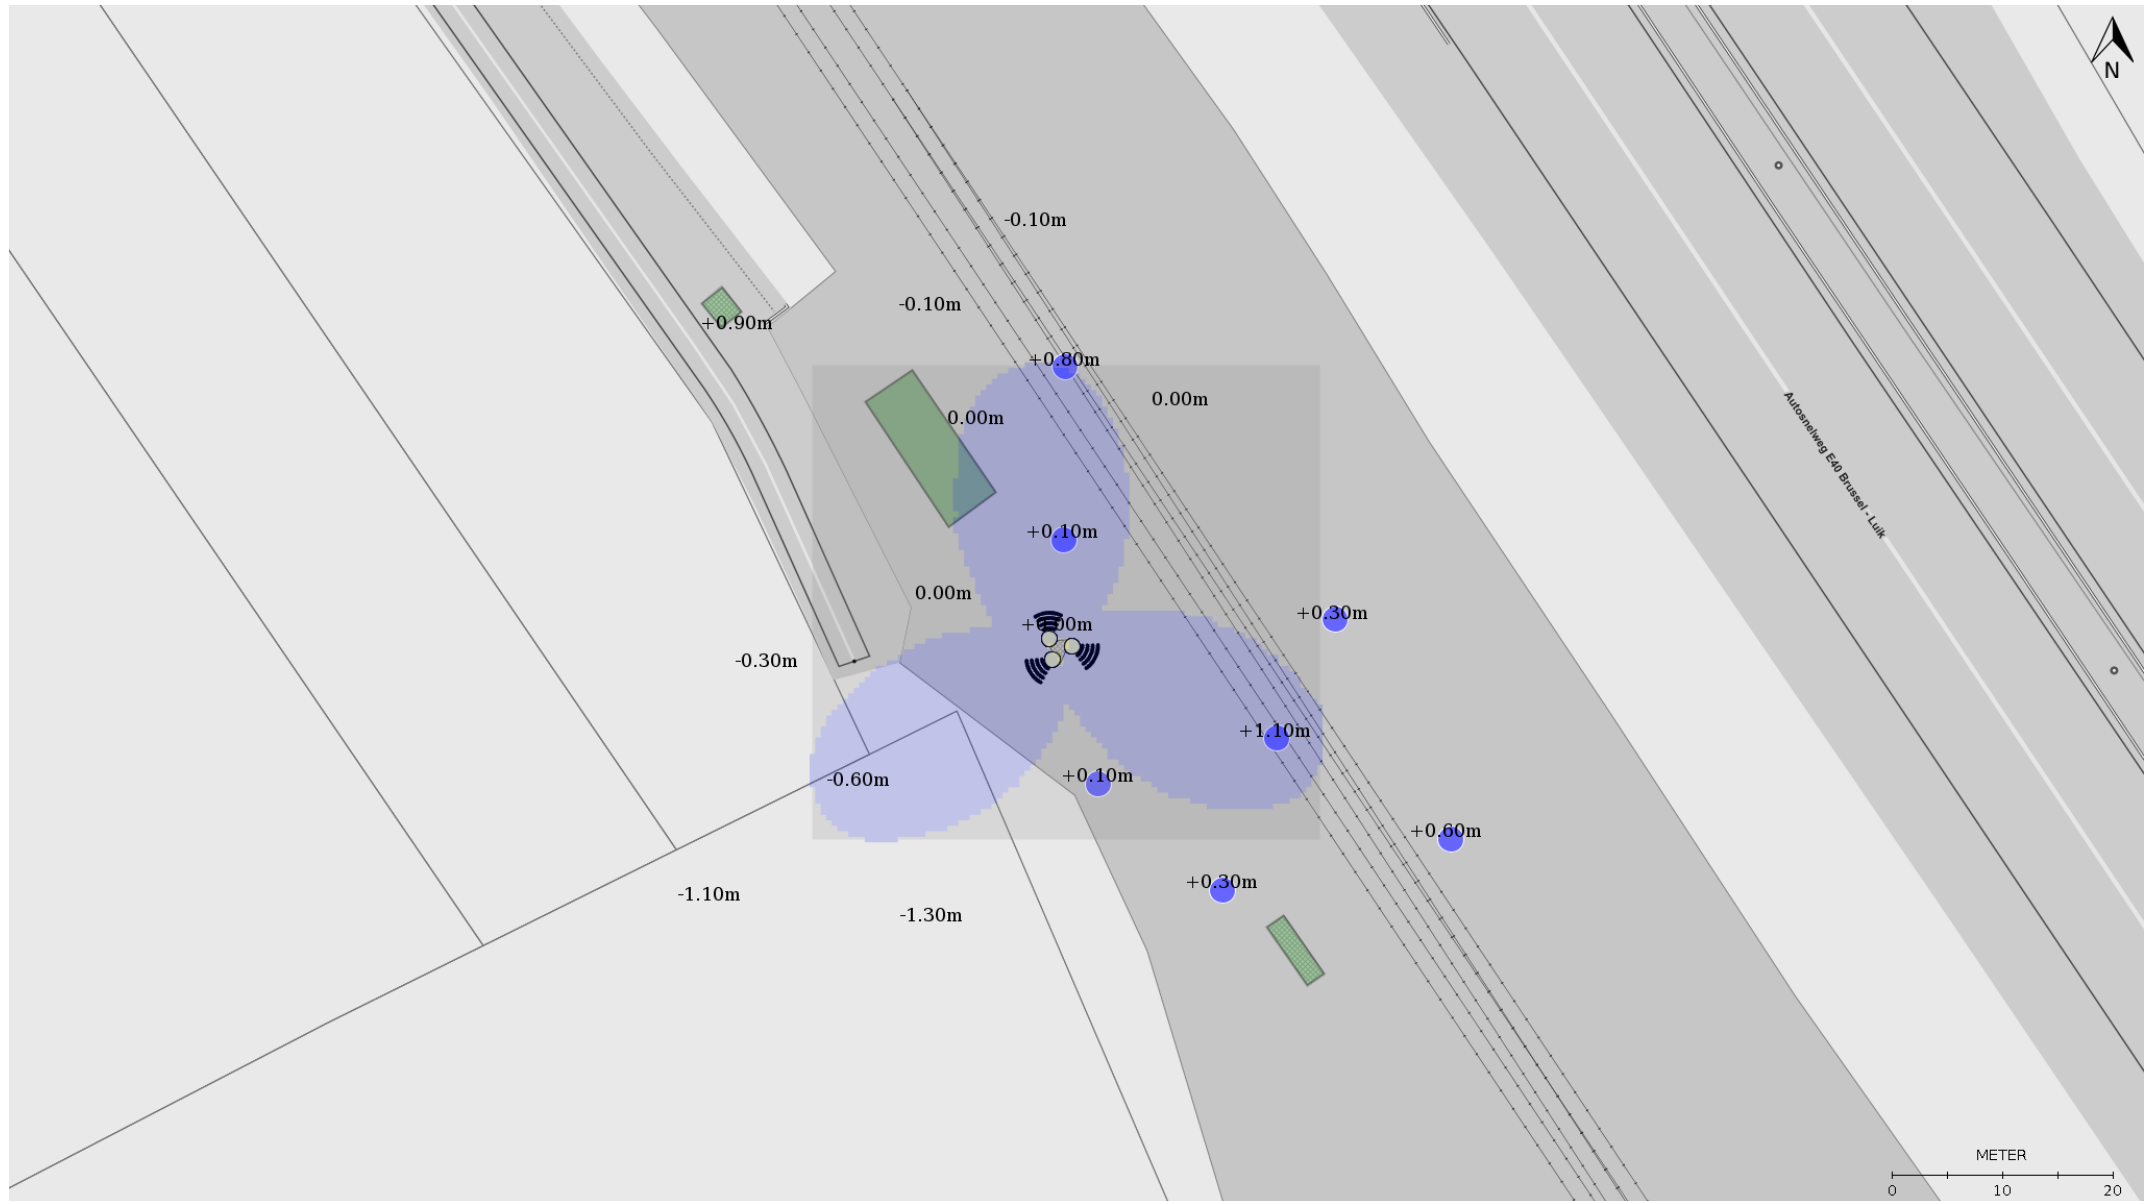 N
-0.10m
-0.10m
+0.90m
+0.80m
0.00m
0.00m
Autosnelweg E40 Brussel - Luik
+0.10m
0.00m
+0.30m
-0.30m
+1.10m
+0.10m
-0.60m
+0.60m
+0.30m
-1.10m
-1.30m
METER
0 10 20